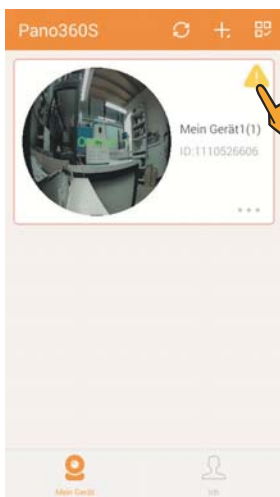 Pano360S
Mein Gerät1(1)
ID:1110526606
Mein Gerät
Ich